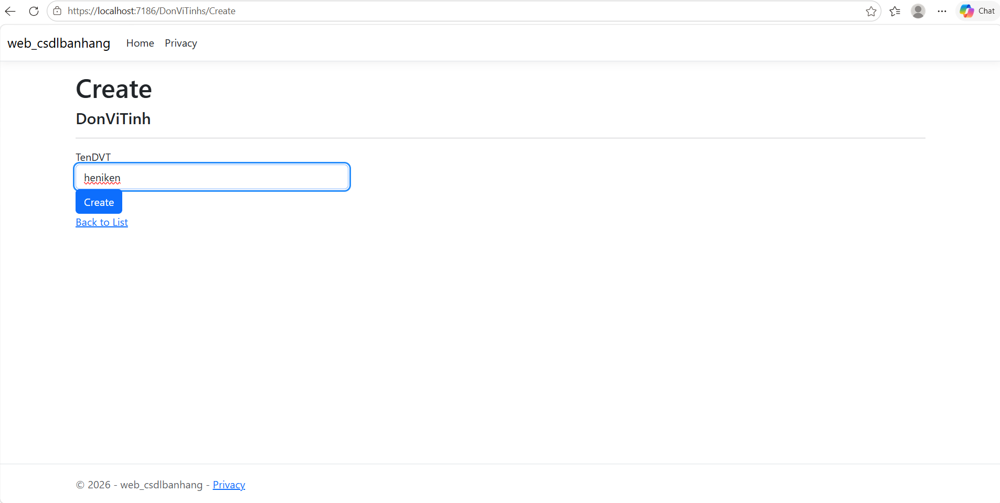 https://localhost:7186/DonViTinhs/Create
Chat
web_csdlbanhang Home Privacy
Create
DonViTinh
TenDVT
heniken
Create
Back to List
© 2026 - web_csdlbanhang - Privacy